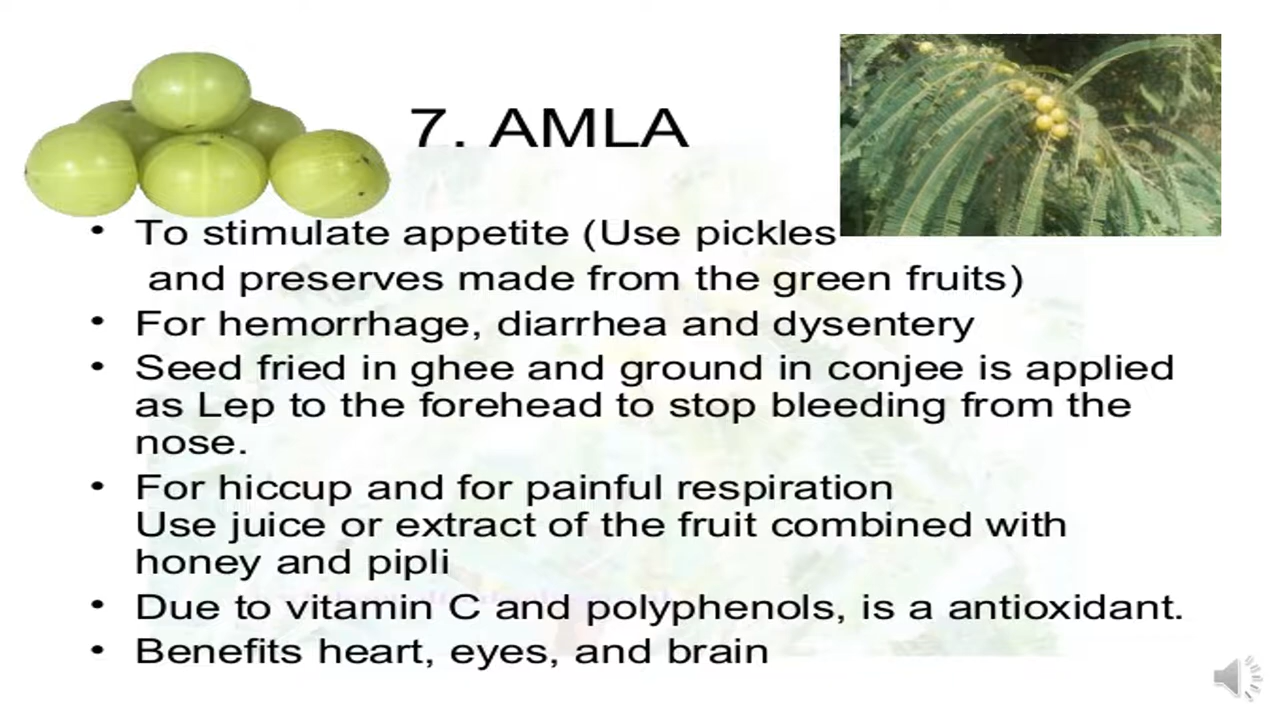 7. AMLA
• To stimulate appetite (Use pickles
and preserves made from the green fruits)
• For hemorrhage, diarrhea and dysentery
• Seed fried in ghee and ground in conjee is applied
as Lep to the forehead to stop bleeding from the
nose.
• For hiccup and for painful respiration
Use juice or extract of the fruit combined with
honey and pipli
• Due to vitamin C and polyphenols, is a antioxidant.
• Benefits heart, eyes, and brain